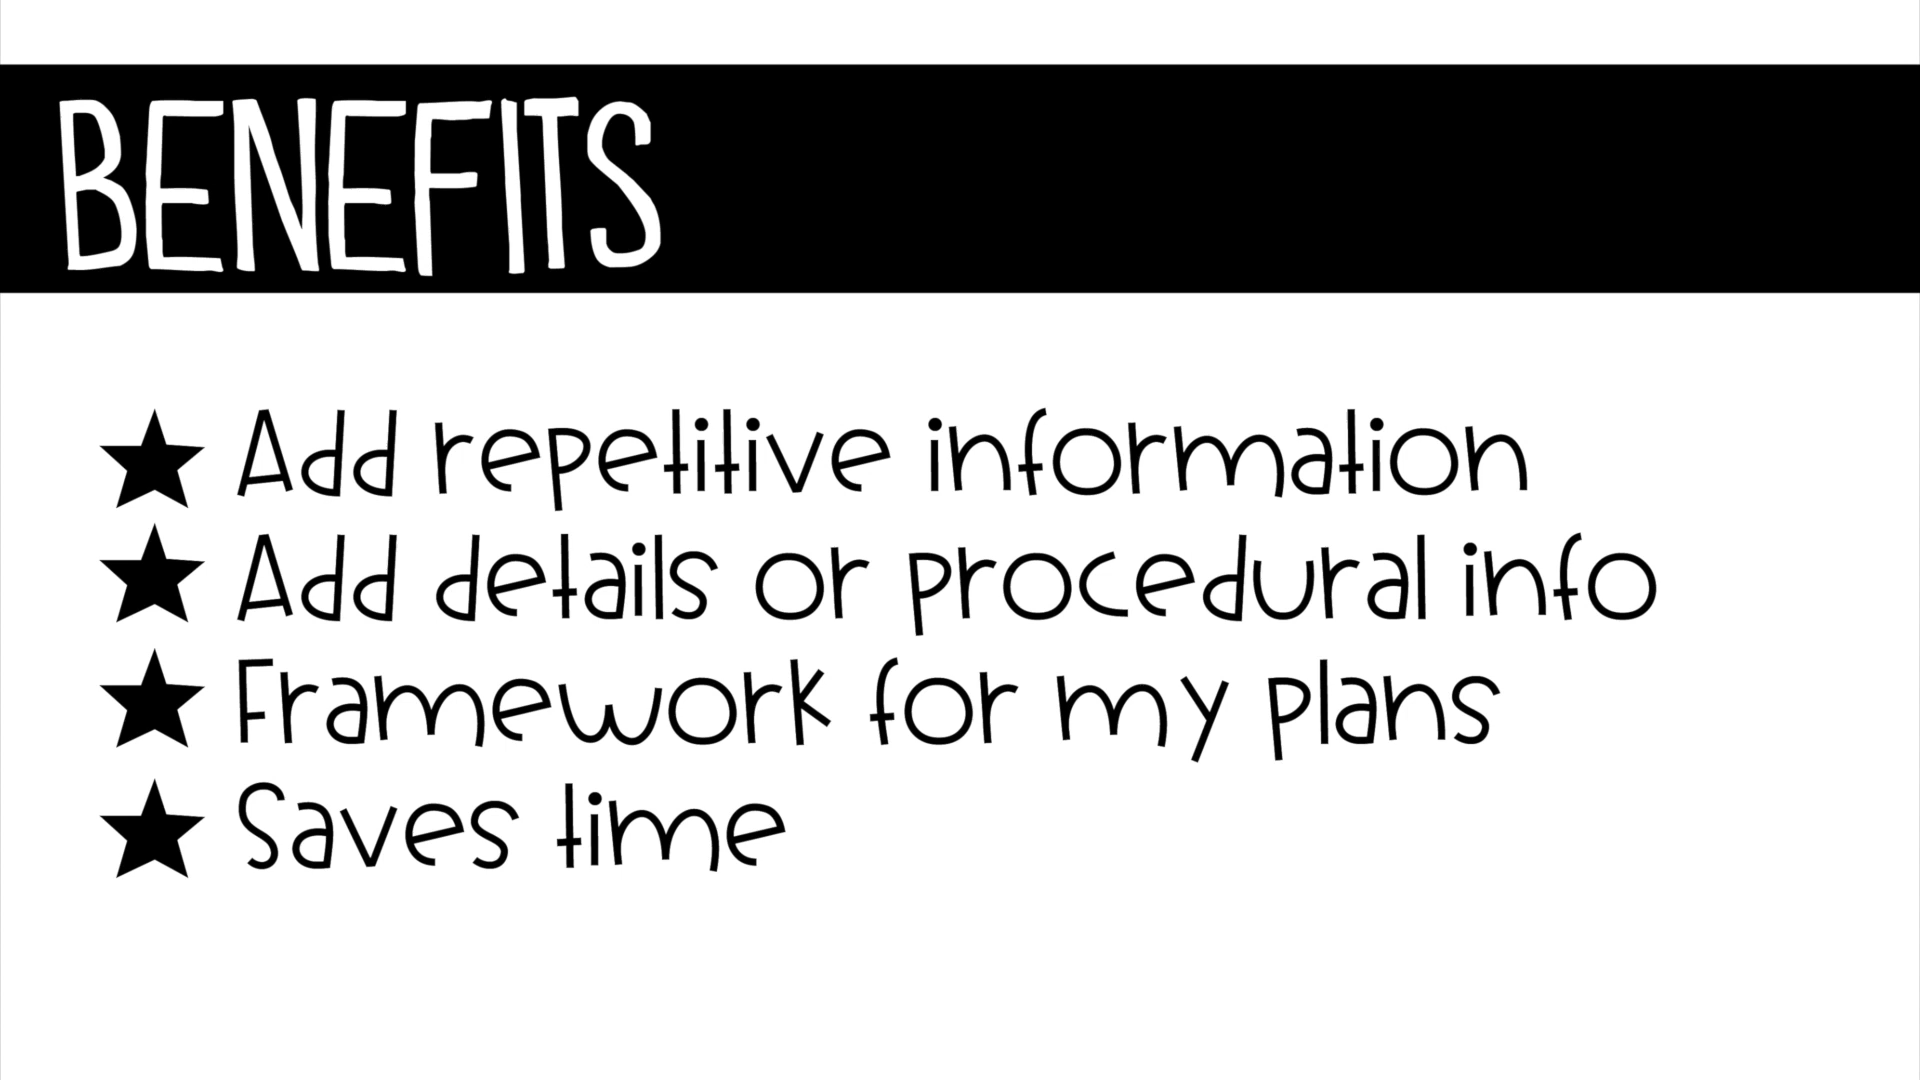 BENEFITS
Add repetitive information
Add details or procedural info
Framework for my plans
Saves time